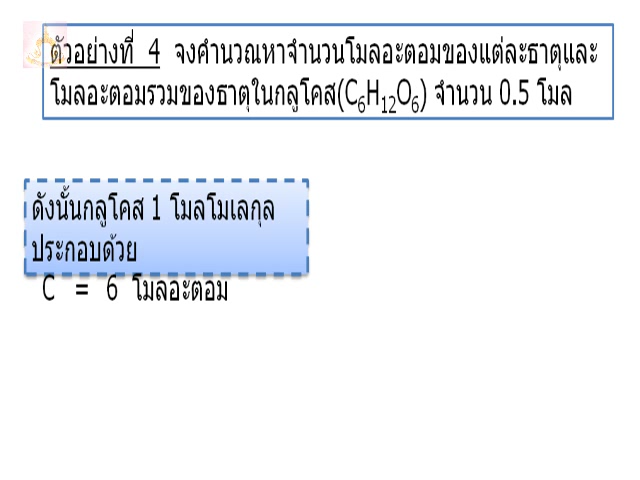 ตัวอย่างที่ 4 จงคำนวณหาจำนวนโมลอะตอมของแต่ละธาตุและ
โมลอะตอมรวมของธาตุในกลูโคส(C₆H₁₂O₆) จำนวน 0.5 โมล
ดังนั้นกลูโคส 1 โมลโมเลกุล
ประกอบด้วย
C = 6 โมลอะตอม